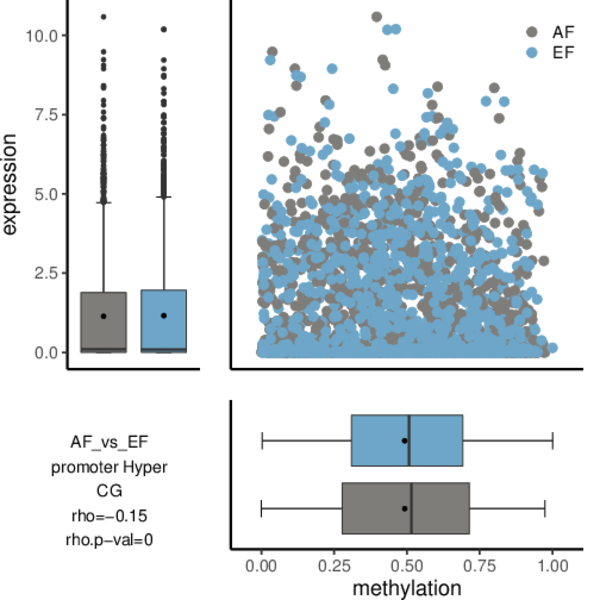 expression
10.0
7.5
5.0
2.5
0.0
AF
EF
AF_vs_EF
promoter Hyper
CG
rho=−0.15
rho.p−val=0
0.00 0.25 0.50 0.75 1.00
methylation